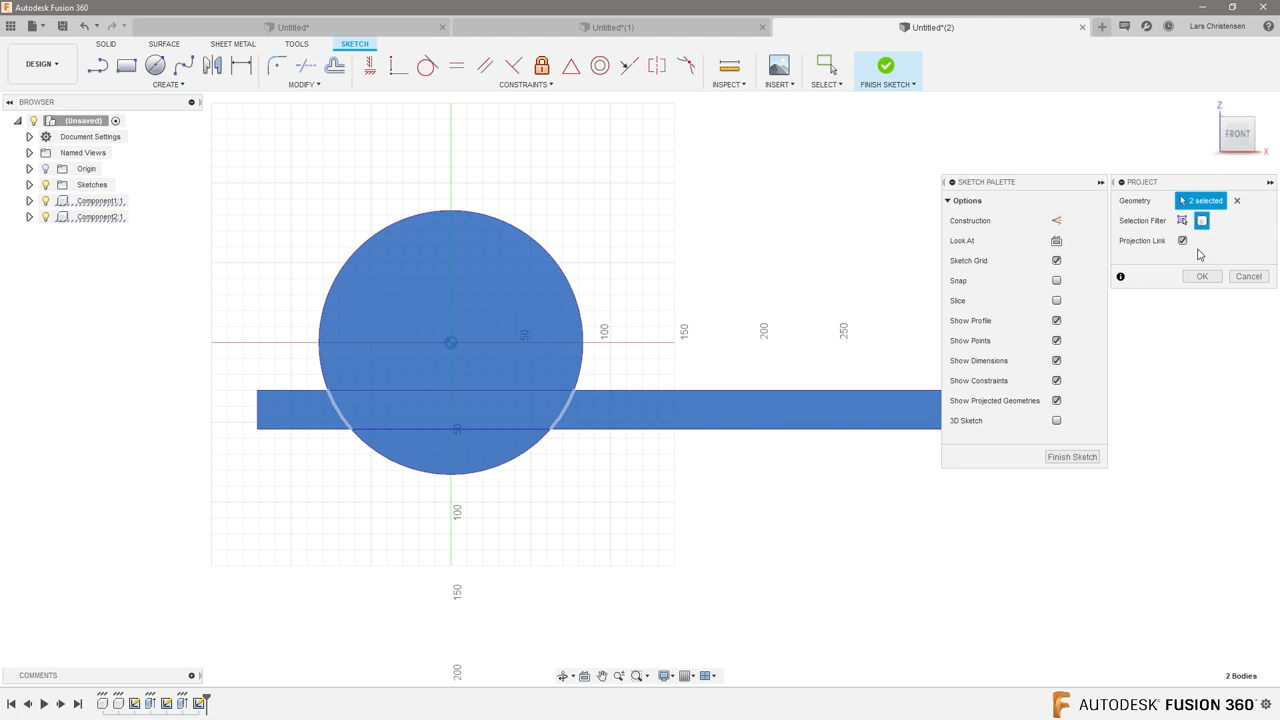 Autodesk Fusion 360
Untitled*
Untitled*(1)
Untitled*(2)
Lars Christensen
DESIGN
SOLID
SURFACE
SHEET METAL
TOOLS
SKETCH
CREATE
MODIFY
CONSTRAINTS
INSPECT
INSERT
SELECT
FINISH SKETCH
BROWSER
(Unsaved)
Document Settings
Named Views
Origin
Sketches
Component1:1
Component2:1
Z
FRONT
X
SKETCH PALETTE
Options
Construction
Look At
Sketch Grid
Snap
Slice
Show Profile
Show Points
Show Dimensions
Show Constraints
Show Projected Geometries
3D Sketch
Finish Sketch
PROJECT
Geometry
2 selected
Selection Filter
Projection Link
OK
Cancel
50
100
150
200
250
50
100
150
200
COMMENTS
2 Bodies
AUTODESK FUSION 360